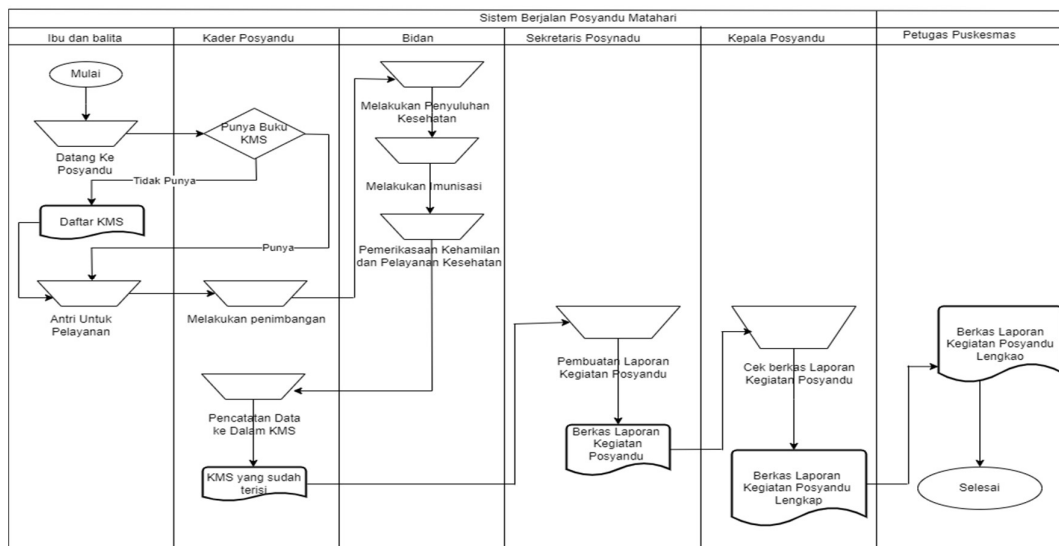 Sistem Berjalan Posyandu Matahari
Ibu dan balita
Kader Posyandu
Bidan
Sekretaris Posynadu
Kepala Posyandu
Petugas Puskesmas
Mulai
Datang Ke
Posyandu
Punya Buku
KMS
Tidak Punya
Daftar KMS
Punya
Antri Untuk
Pelayanan
Melakukan penimbangan
Melakukan Penyuluhan
Kesehatan
Melakukan Imunisasi
Pemerikasaan Kehamilan
dan Pelayanan Kesehatan
Pencatatan Data
ke Dalam KMS
KMS yang sudah
terisi
Pembuatan Laporan
Kegiatan Posyandu
Berkas Laporan
Kegiatan
Posyandu
Cek berkas Laporan
Kegiatan Posyandu
Berkas Laporan
Kegiatan Posyandu
Lengkap
Berkas Laporan
Kegiatan Posyandu
Lengkao
Selesai